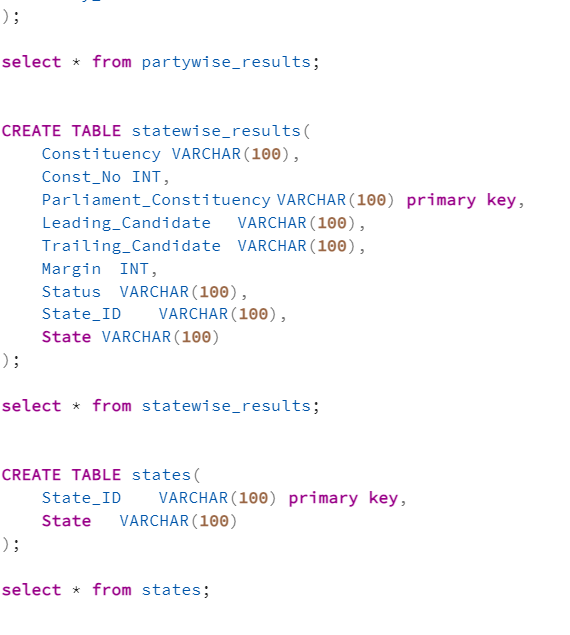 );
select * from partywise_results;
CREATE TABLE statewise_results(
Constituency VARCHAR(100),
Const_No INT,
Parliament_Constituency VARCHAR(100) primary key,
Leading_Candidate VARCHAR(100),
Trailing_Candidate VARCHAR(100),
Margin INT,
Status VARCHAR(100),
State_ID VARCHAR(100),
State VARCHAR(100)
);
select * from statewise_results;
CREATE TABLE states(
State_ID VARCHAR(100) primary key,
State VARCHAR(100)
);
select * from states;